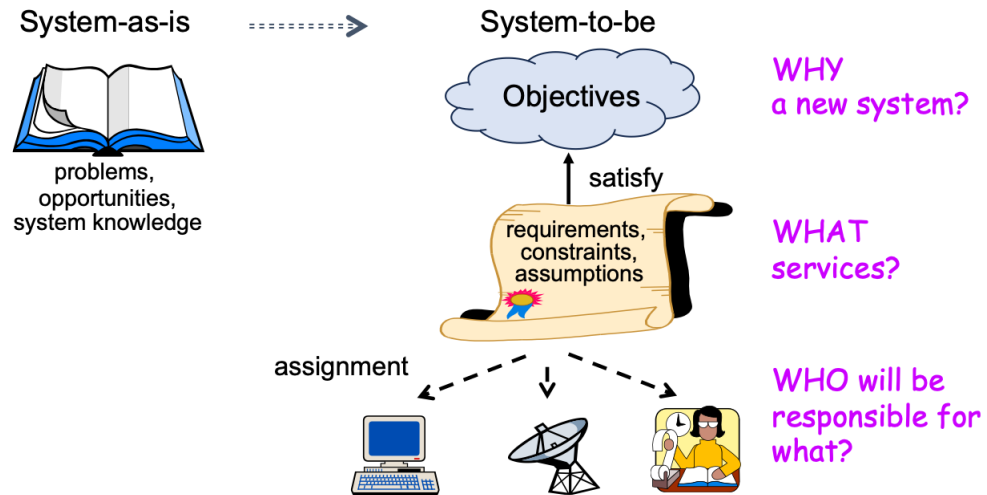 System-as-is
System-to-be
Objectives
WHY
a new system?
problems,
opportunities,
system knowledge
satisfy
requirements,
constraints,
assumptions
WHAT
services?
assignment
WHO will be
responsible for
what?